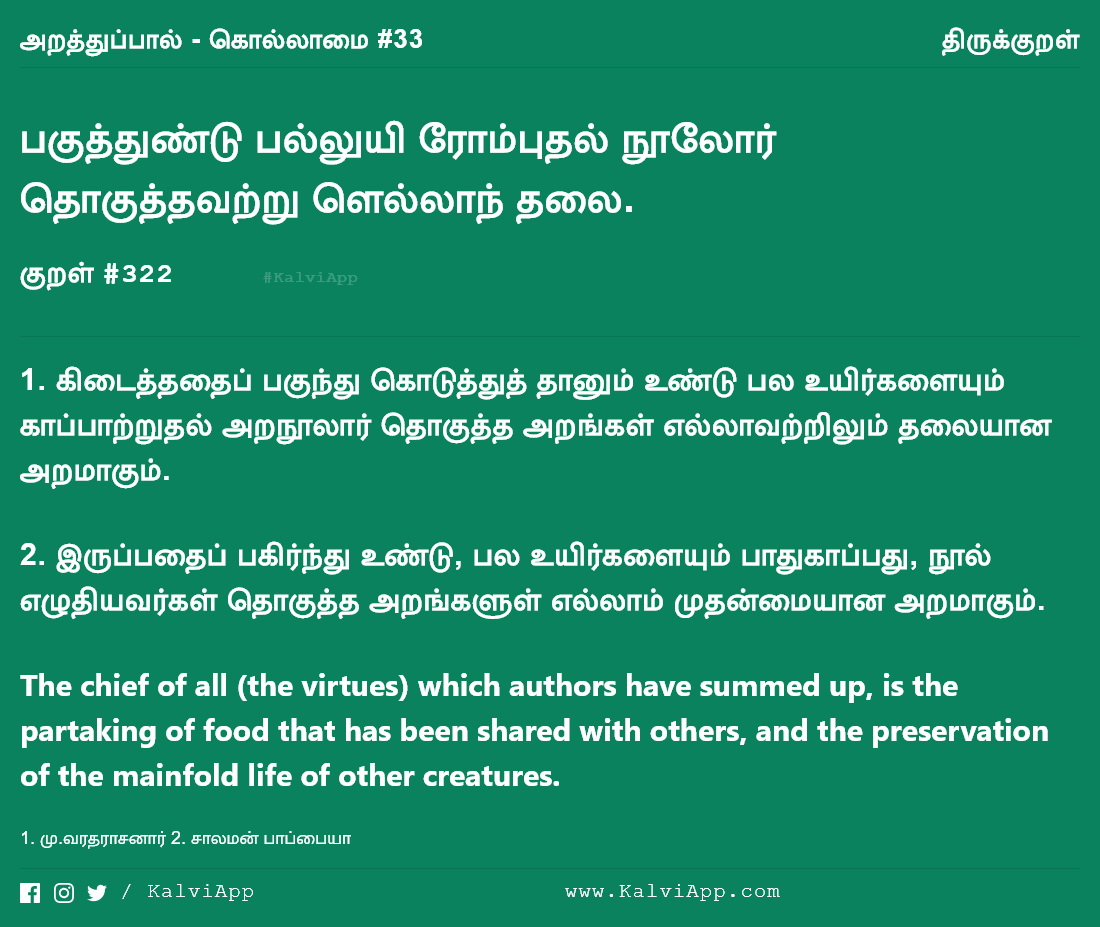 அறத்துப்பால் - கொல்லாமை #33
திருக்குறள்
பகுத்துண்டு பல்லுயி ரோம்புதல் நூலோர்
தொகுத்தவற்று ளெல்லாந் தலை.
குறள் #322
#KalviApp
1. கிடைத்ததைப் பகுந்து கொடுத்துத் தானும் உண்டு பல உயிர்களையும்
காப்பாற்றுதல் அறநூலார் தொகுத்த அறங்கள் எல்லாவற்றிலும் தலையான
அறமாகும்.
2. இருப்பதைப் பகிர்ந்து உண்டு, பல உயிர்களையும் பாதுகாப்பது, நூல்
எழுதியவர்கள் தொகுத்த அறங்களுள் எல்லாம் முதன்மையான அறமாகும்.
The chief of all (the virtues) which authors have summed up, is the
partaking of food that has been shared with others, and the preservation
of the mainfold life of other creatures.
1. மு.வரதராசனார் 2. சாலமன் பாப்பையா
/ KalviApp
www.KalviApp.com